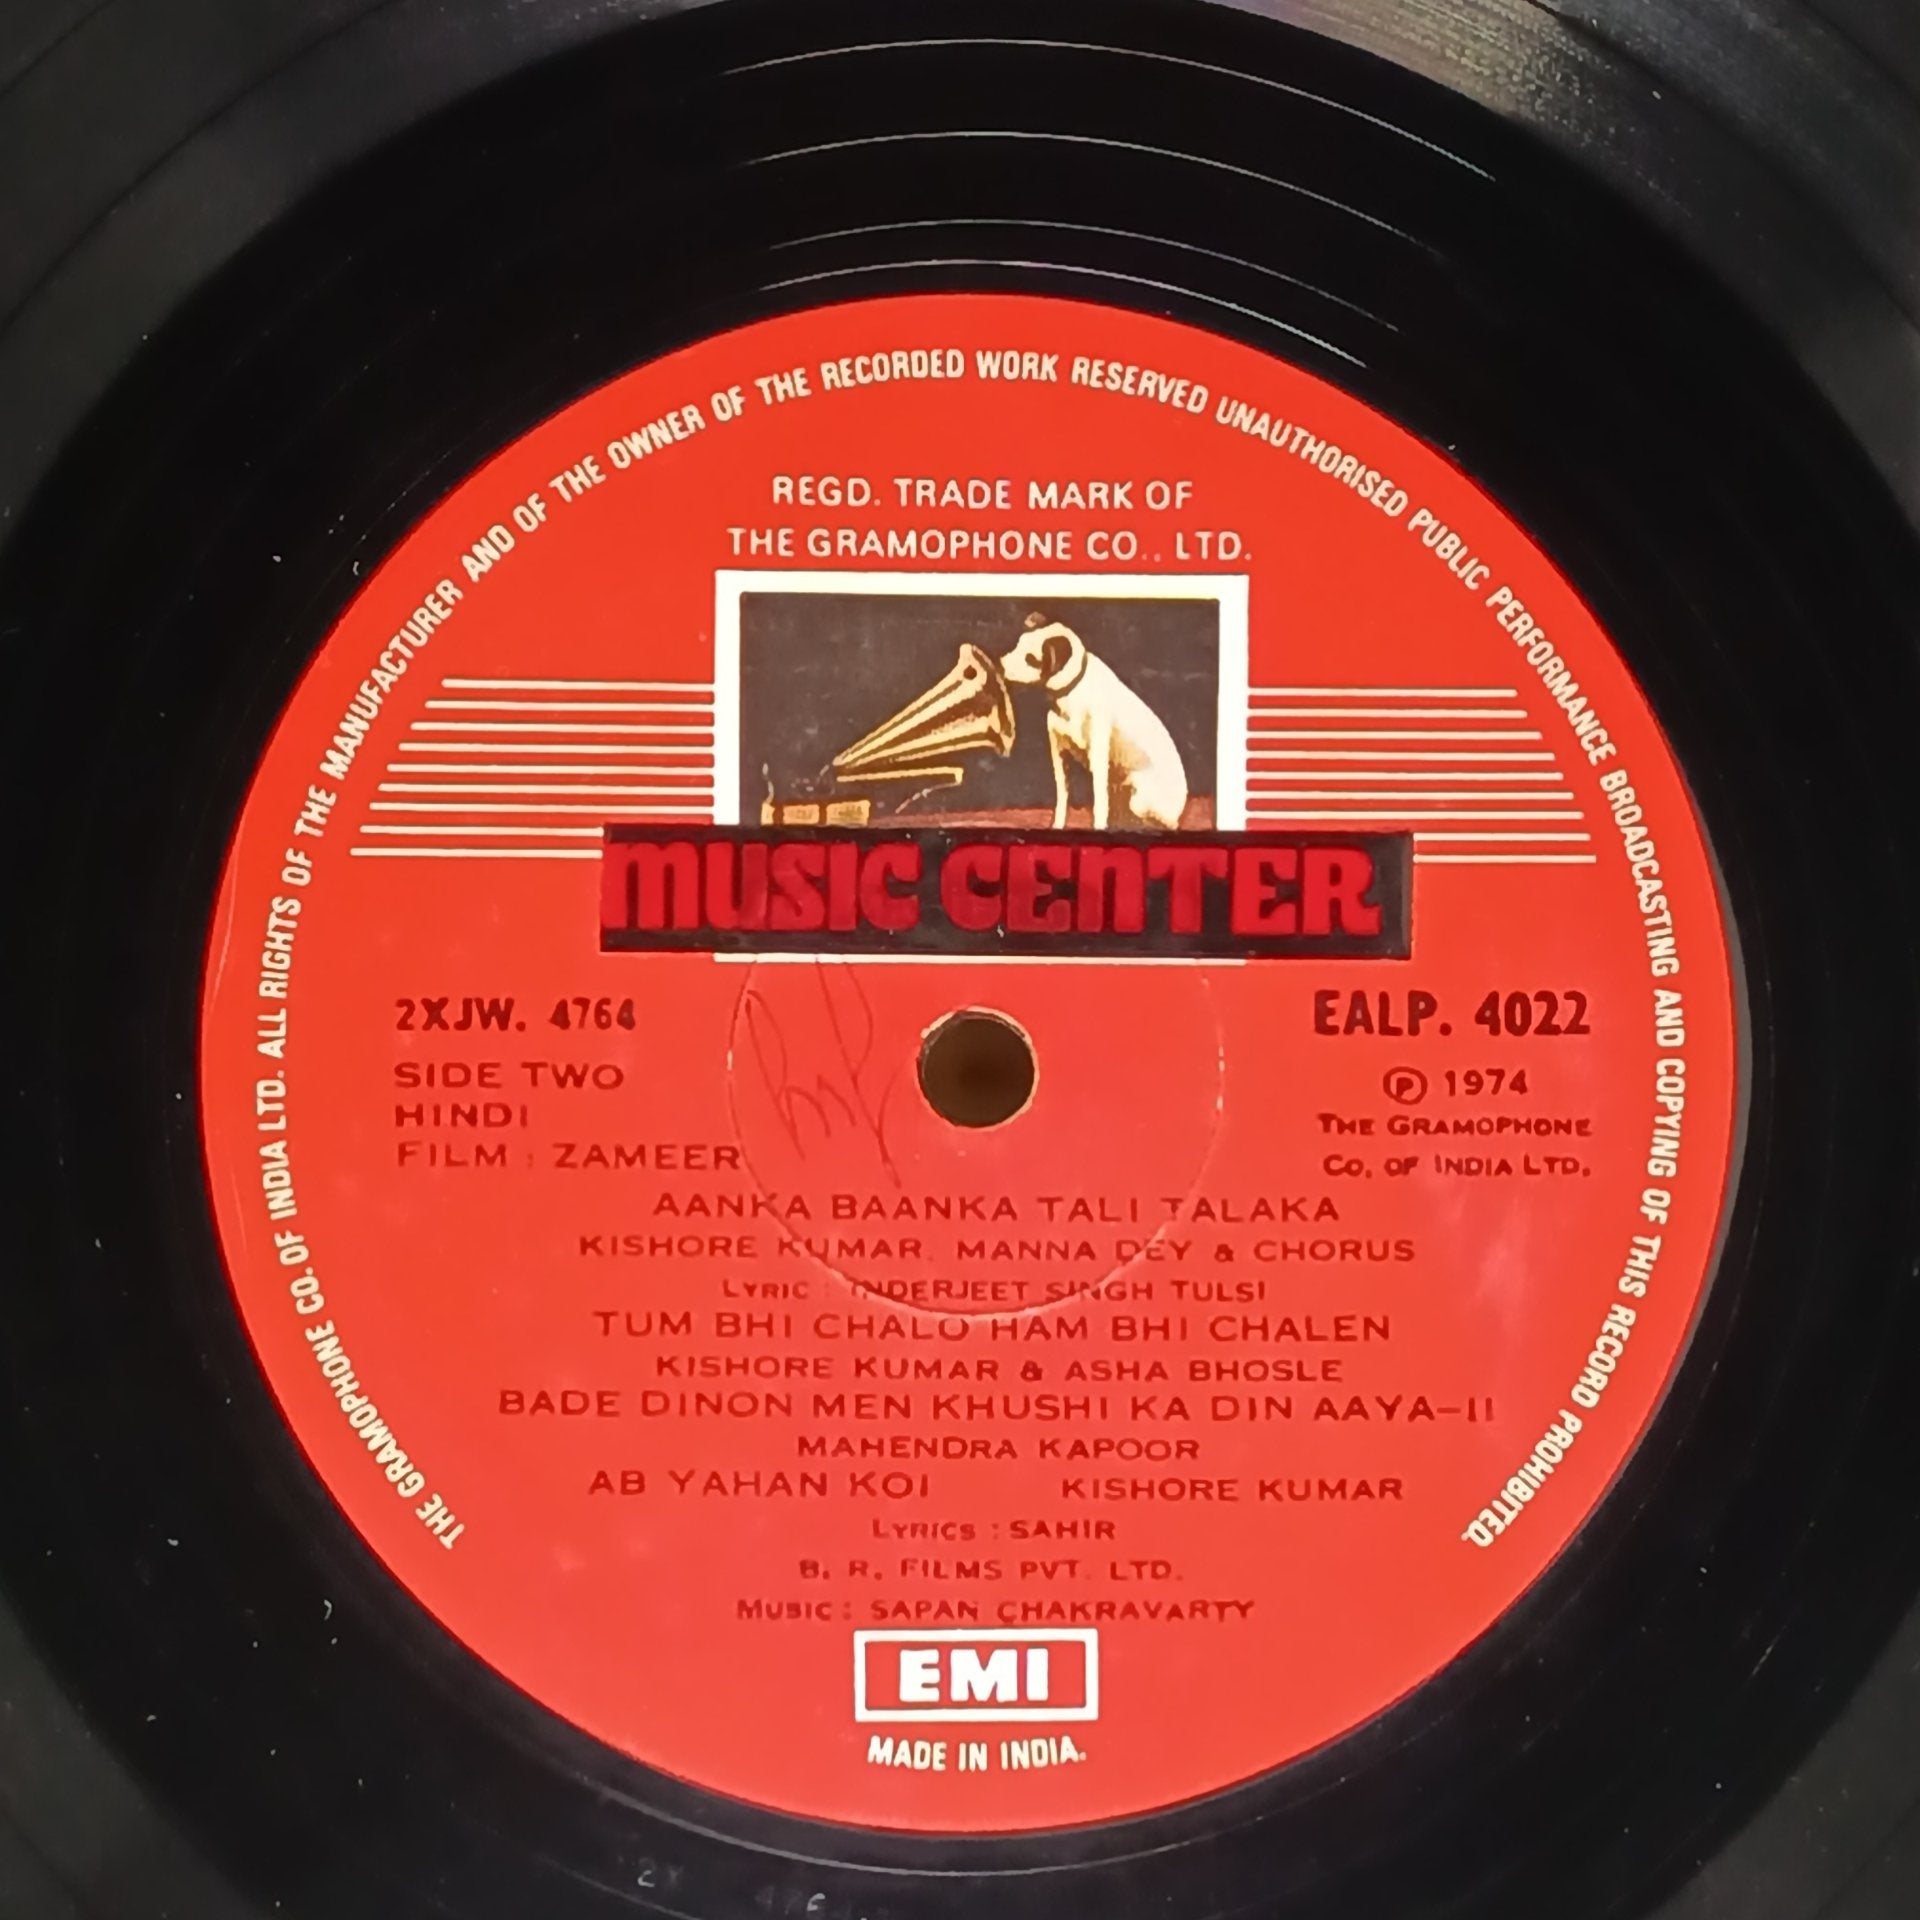 THE GRAMOPHONE CO. OF INDIA LTD. ALL RIGHTS OF THE MANUFACTURER AND OF THE OWNER OF THE RECORDED WORK RESERVED UNAUTHORISED PUBLIC PERFORMANCE BROADCASTING AND COPYING OF THIS RECORD PROHIBITED.
REGD. TRADE MARK OF
THE GRAMOPHONE CO., LTD.
MUSIC CENTER
2XJW. 4764
SIDE TWO
HINDI
FILM : ZAMEER
EALP. 4022
Ⓟ 1974
THE GRAMOPHONE
CO. OF INDIA LTD.
AANKA BAANKA TALI TALAKA
KISHORE KUMAR, MANNA DEY & CHORUS
LYRIC : INDERJEET SINGH TULSI
TUM BHI CHALO HAM BHI CHALEN
KISHORE KUMAR & ASHA BHOSLE
BADE DINON MEN KHUSHI KA DIN AAYA-II
MAHENDRA KAPOOR
AB YAHAN KOI KISHORE KUMAR
LYRICS : SAHIR
B. R. FILMS PVT. LTD.
MUSIC : SAPAN CHAKRAVARTY
EMI
MADE IN INDIA.